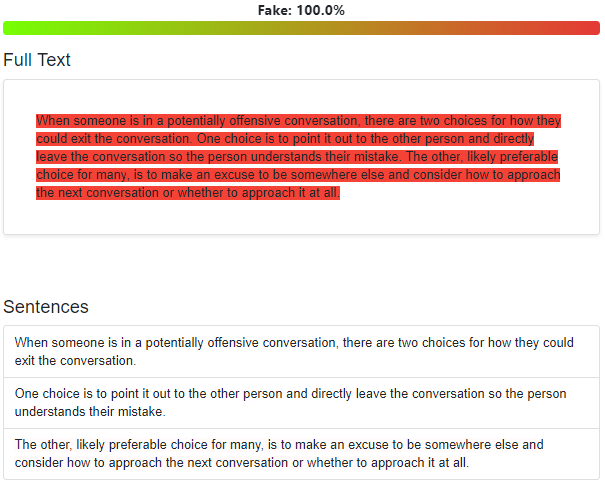 Fake: 100.0%
Full Text
When someone is in a potentially offensive conversation, there are two choices for how they
could exit the conversation. One choice is to point it out to the other person and directly
leave the conversation so the person understands their mistake. The other, likely preferable
choice for many, is to make an excuse to be somewhere else and consider how to approach
the next conversation or whether to approach it at all.
Sentences
When someone is in a potentially offensive conversation, there are two choices for how they could
exit the conversation.
One choice is to point it out to the other person and directly leave the conversation so the person
understands their mistake.
The other, likely preferable choice for many, is to make an excuse to be somewhere else and
consider how to approach the next conversation or whether to approach it at all.